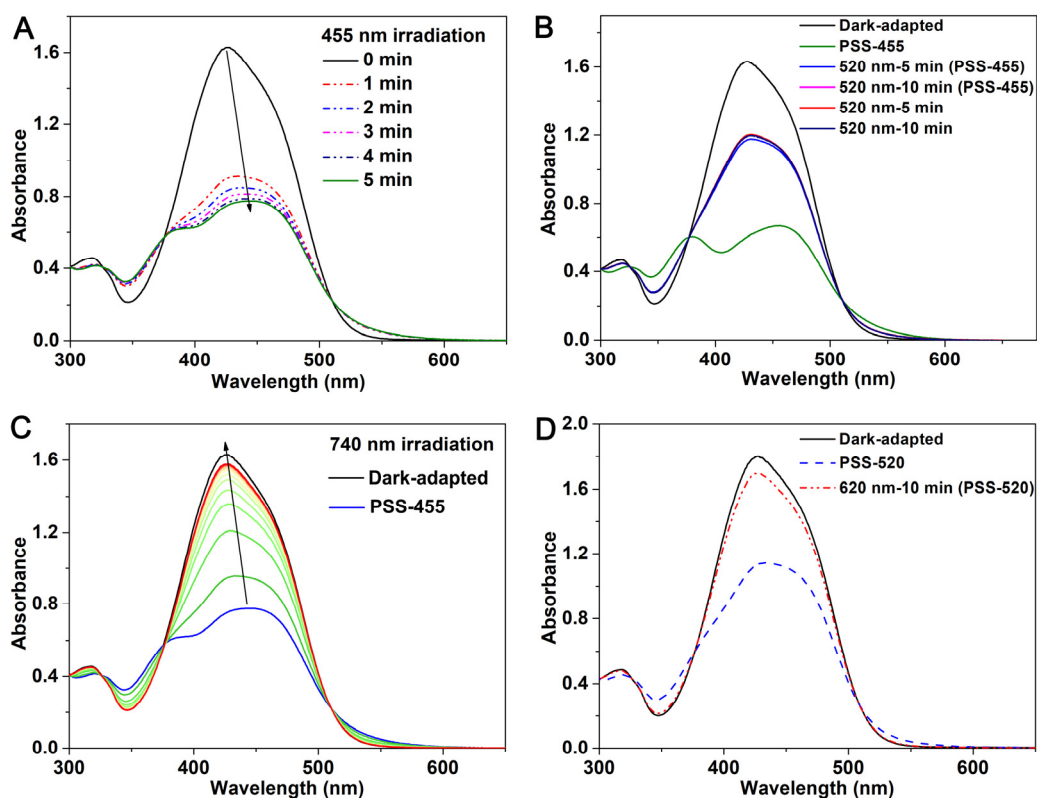 A
455 nm irradiation
0 min
1 min
2 min
3 min
4 min
5 min
Absorbance
1.6
1.2
0.8
0.4
0.0
300
400
500
600
Wavelength (nm)
B
Dark-adapted
PSS-455
520 nm-5 min (PSS-455)
520 nm-10 min (PSS-455)
520 nm-5 min
520 nm-10 min
Absorbance
1.6
1.2
0.8
0.4
0.0
300
400
500
600
Wavelength (nm)
C
740 nm irradiation
Dark-adapted
PSS-455
Absorbance
1.6
1.2
0.8
0.4
0.0
300
400
500
600
Wavelength (nm)
D
Dark-adapted
PSS-520
620 nm-10 min (PSS-520)
Absorbance
2.0
1.6
1.2
0.8
0.4
0.0
300
400
500
600
Wavelength (nm)